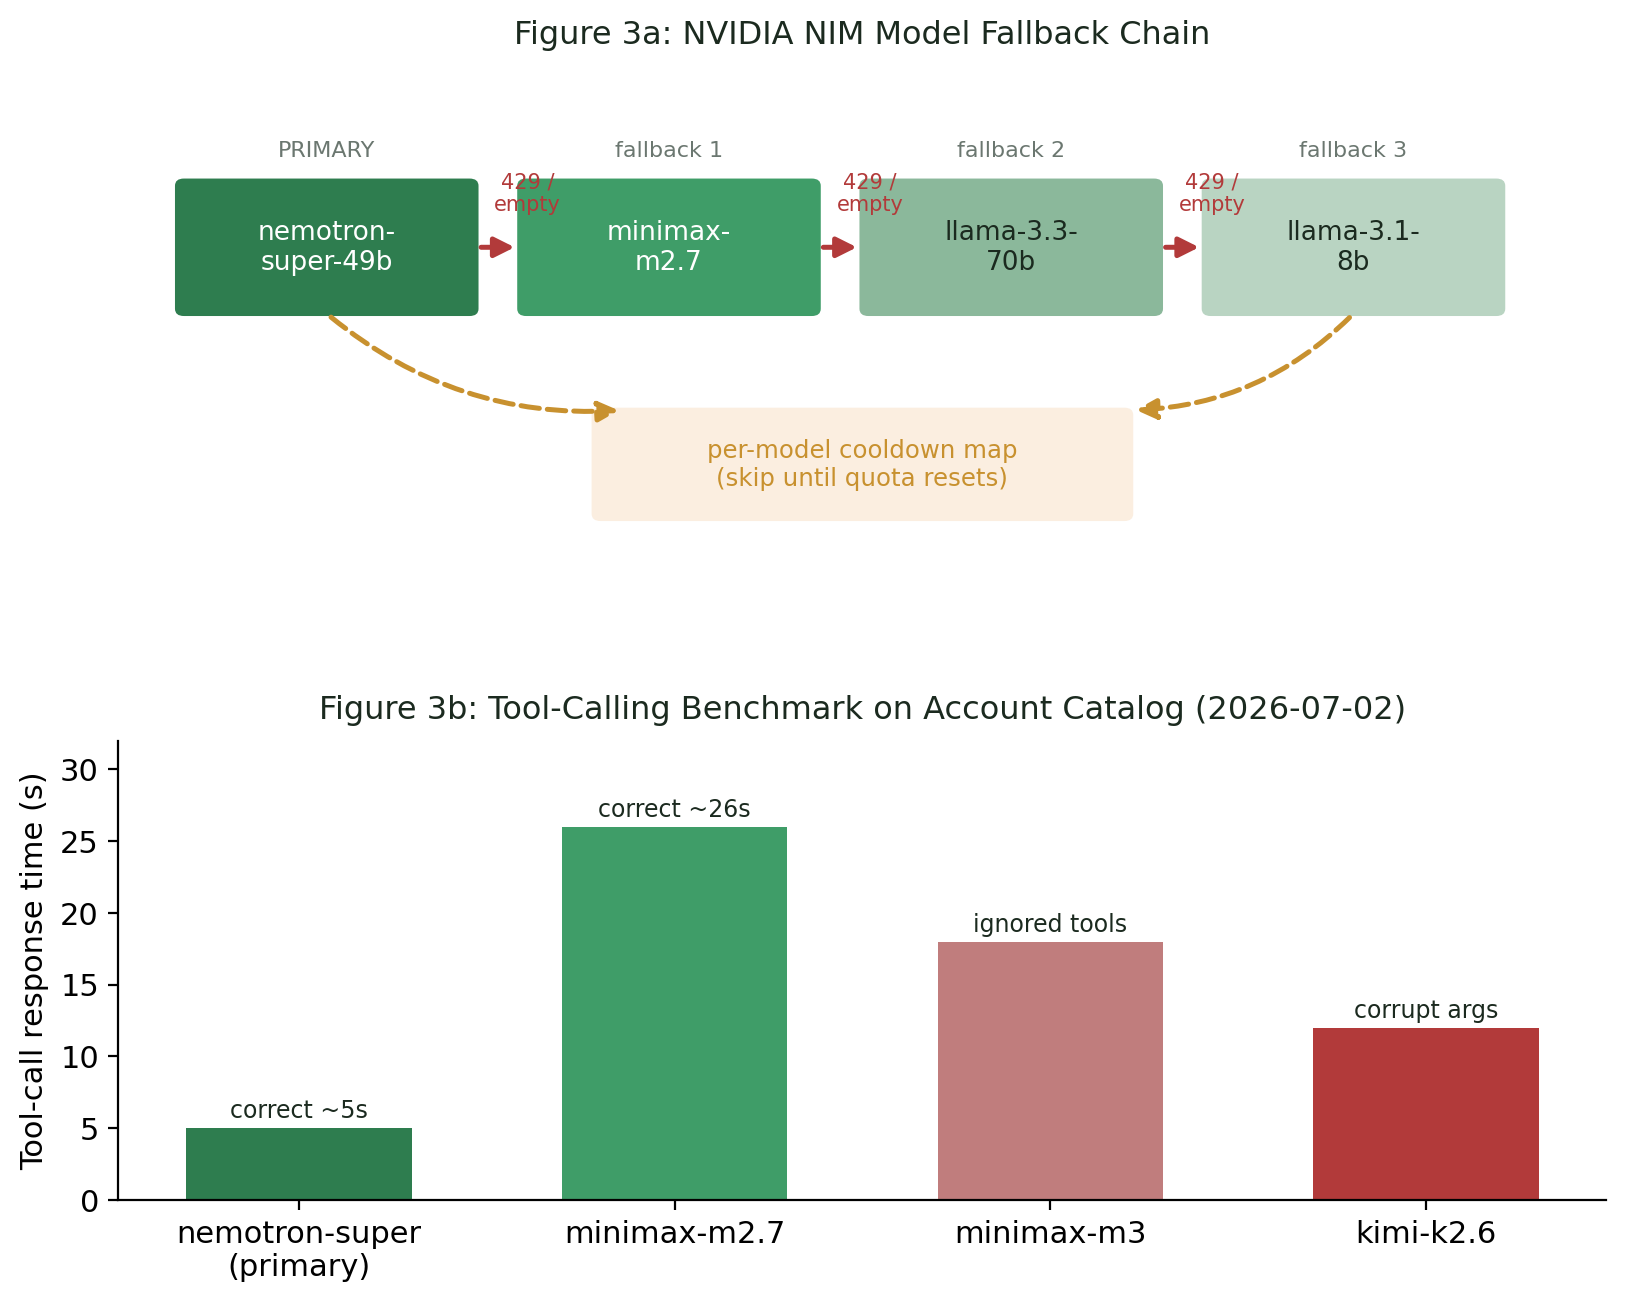 Figure 3a: NVIDIA NIM Model Fallback Chain
PRIMARY
fallback 1
fallback 2
fallback 3
nemotron-
super-49b
429 /
empty
minimax-
m2.7
429 /
empty
llama-3.3-
70b
429 /
empty
llama-3.1-
8b
per-model cooldown map
(skip until quota resets)
Figure 3b: Tool-Calling Benchmark on Account Catalog (2026-07-02)
Tool-call response time (s)
30
25
20
15
10
5
0
correct ~5s
correct ~26s
ignored tools
corrupt args
nemotron-super
(primary)
minimax-m2.7
minimax-m3
kimi-k2.6